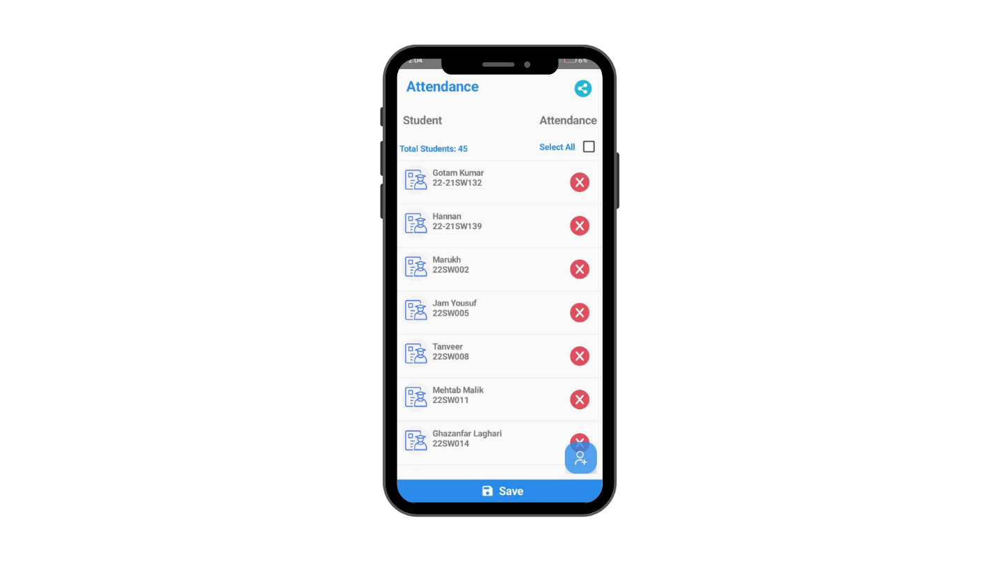 2:04
6%
Attendance
Student
Attendance
Total Students: 45
Select All
Gotam Kumar
22-21SW132
Hannan
22-21SW139
Marukh
22SW002
Jam Yousuf
22SW005
Tanveer
22SW008
Mehtab Malik
22SW011
Ghazanfar Laghari
22SW014
Save